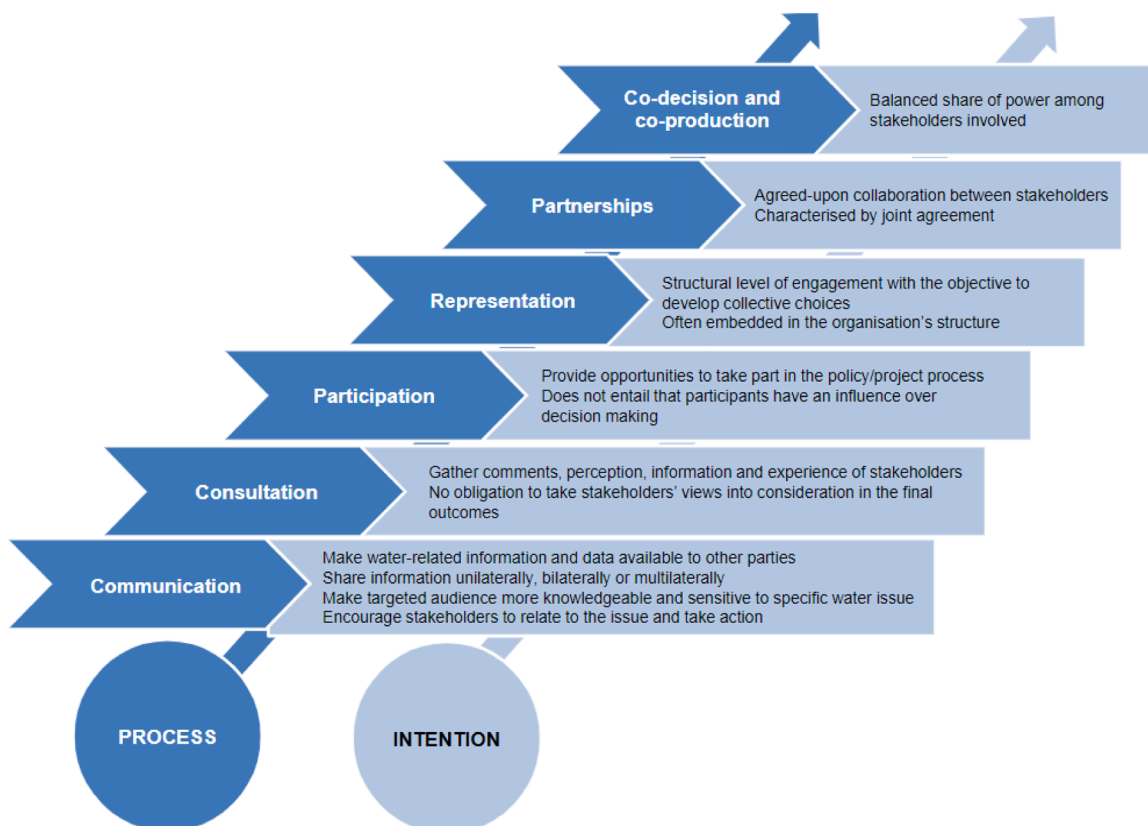 Co-decision and
co-production
Balanced share of power among
stakeholders involved
Partnerships
Agreed-upon collaboration between stakeholders
Characterised by joint agreement
Representation
Structural level of engagement with the objective to
develop collective choices
Often embedded in the organisation's structure
Participation
Provide opportunities to take part in the policy/project process
Does not entail that participants have an influence over
decision making
Consultation
Gather comments, perception, information and experience of stakeholders
No obligation to take stakeholders' views into consideration in the final
outcomes
Communication
Make water-related information and data available to other parties
Share information unilaterally, bilaterally or multilaterally
Make targeted audience more knowledgeable and sensitive to specific water issue
Encourage stakeholders to relate to the issue and take action
PROCESS
INTENTION